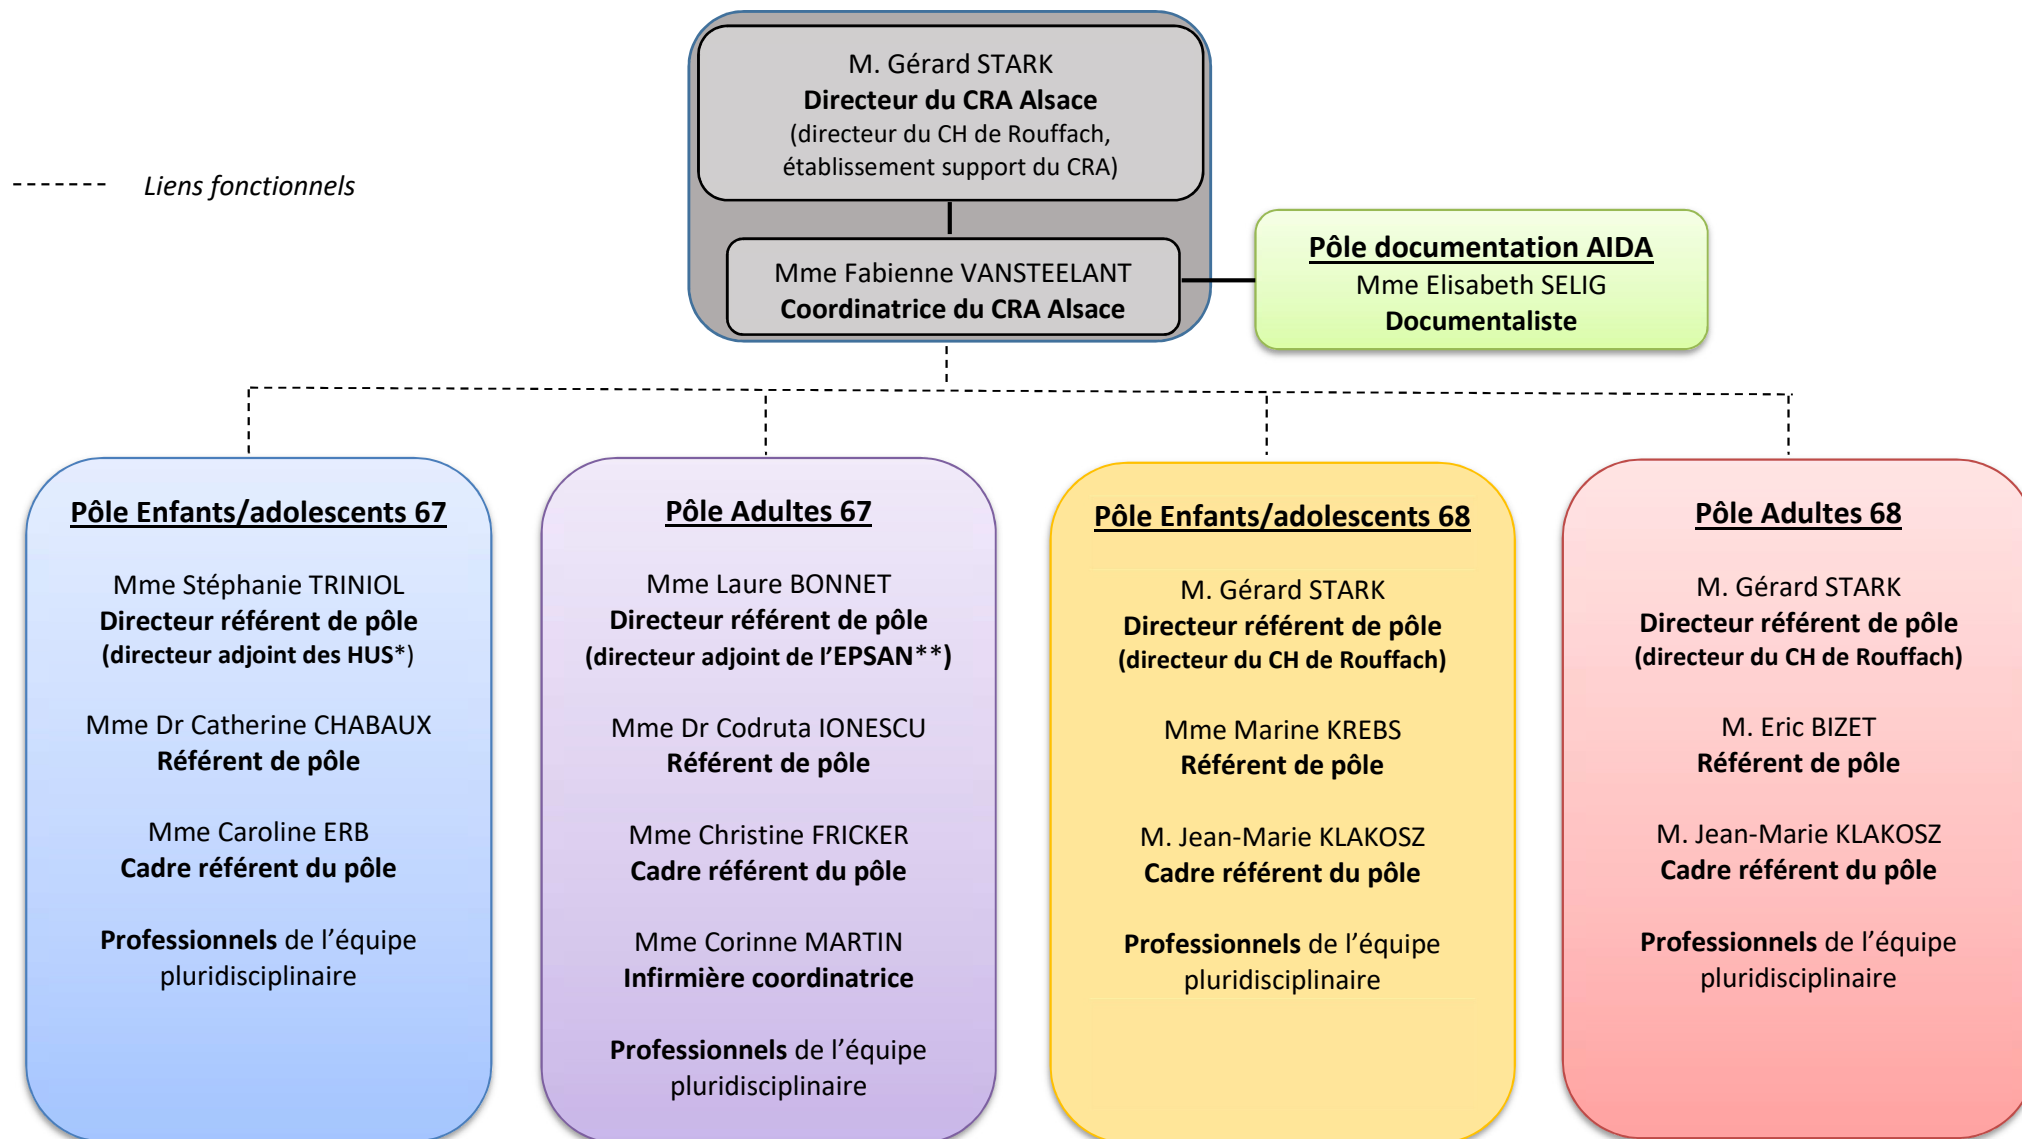 M. Gérard STARK
Directeur du CRA Alsace
(directeur du CH de Rouffach,
établissement support du CRA)
Liens fonctionnels
Mme Fabienne VANSTEELANT
Coordinatrice du CRA Alsace
Pôle documentation AIDA
Mme Elisabeth SELIG
Documentaliste
Pôle Enfants/adolescents 67
Mme Stéphanie TRINIOL
Directeur référent de pôle
(directeur adjoint des HUS*)
Mme Dr Catherine CHABAUX
Référent de pôle
Mme Caroline ERB
Cadre référent du pôle
Professionnels de l’équipe
pluridisciplinaire
Pôle Adultes 67
Mme Laure BONNET
Directeur référent de pôle
(directeur adjoint de l’EPSAN**)
Mme Dr Codruta IONESCU
Référent de pôle
Mme Christine FRICKER
Cadre référent du pôle
Mme Corinne MARTIN
Infirmière coordinatrice
Professionnels de l’équipe
pluridisciplinaire
Pôle Enfants/adolescents 68
M. Gérard STARK
Directeur référent de pôle
(directeur du CH de Rouffach)
Mme Marine KREBS
Référent de pôle
M. Jean-Marie KLAKOSZ
Cadre référent du pôle
Professionnels de l’équipe
pluridisciplinaire
Pôle Adultes 68
M. Gérard STARK
Directeur référent de pôle
(directeur du CH de Rouffach)
M. Eric BIZET
Référent de pôle
M. Jean-Marie KLAKOSZ
Cadre référent du pôle
Professionnels de l’équipe
pluridisciplinaire